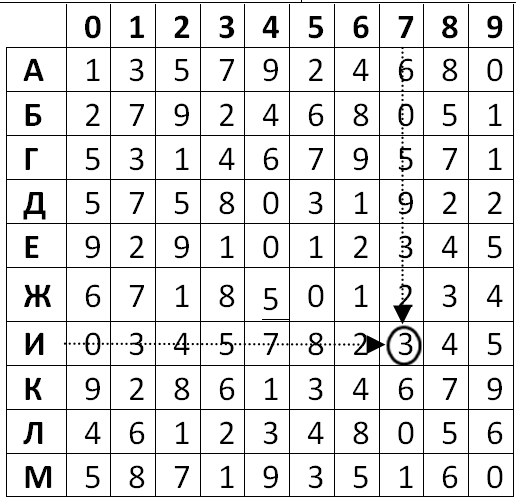 0 1 2 3 4 5 6 7 8 9
А 1 3 5 7 9 2 4 6 8 0
Б 2 7 9 2 4 6 8 0 5 1
Г 5 3 1 4 6 7 9 5 7 1
Д 5 7 5 8 0 3 1 9 2 2
Е 9 2 9 1 0 1 2 3 4 5
Ж 6 7 1 8 5 0 1 2 3 4
И 0 3 4 5 7 8 2 3 4 5
К 9 2 8 6 1 3 4 6 7 9
Л 4 6 1 2 3 4 8 0 5 6
М 5 8 7 1 9 3 5 1 6 0